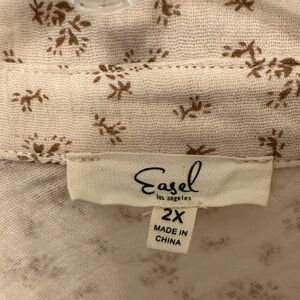 Easel
los angeles
2X
MADE IN
CHINA